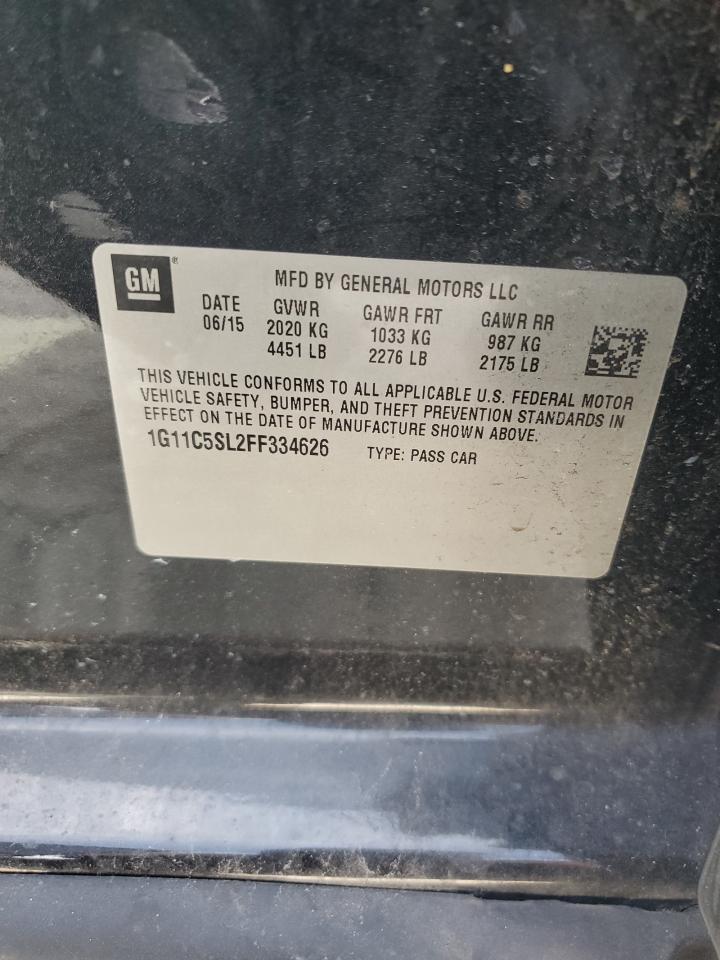 GM®
MFD BY GENERAL MOTORS LLC
DATE GVWR GAWR FRT GAWR RR
06/15 2020 KG 1033 KG 987 KG
4451 LB 2276 LB 2175 LB
THIS VEHICLE CONFORMS TO ALL APPLICABLE U.S. FEDERAL MOTOR
VEHICLE SAFETY, BUMPER, AND THEFT PREVENTION STANDARDS IN
EFFECT ON THE DATE OF MANUFACTURE SHOWN ABOVE.
1G11C5SL2FF334626 TYPE: PASS CAR